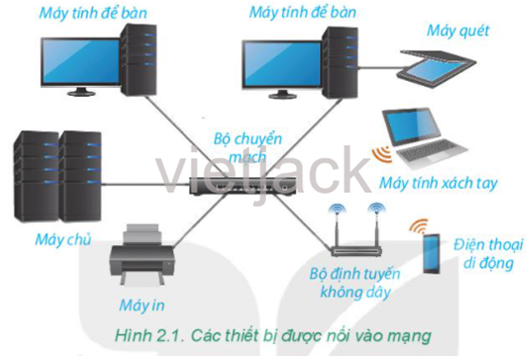 Máy tính để bàn
Máy tính để bàn
Máy quét
Bộ chuyển
mạch
vietjack
Máy tính xách tay
Máy chủ
Máy in
Bộ định tuyến
không dây
Điện thoại
di động
Hình 2.1. Các thiết bị được nối vào mạng